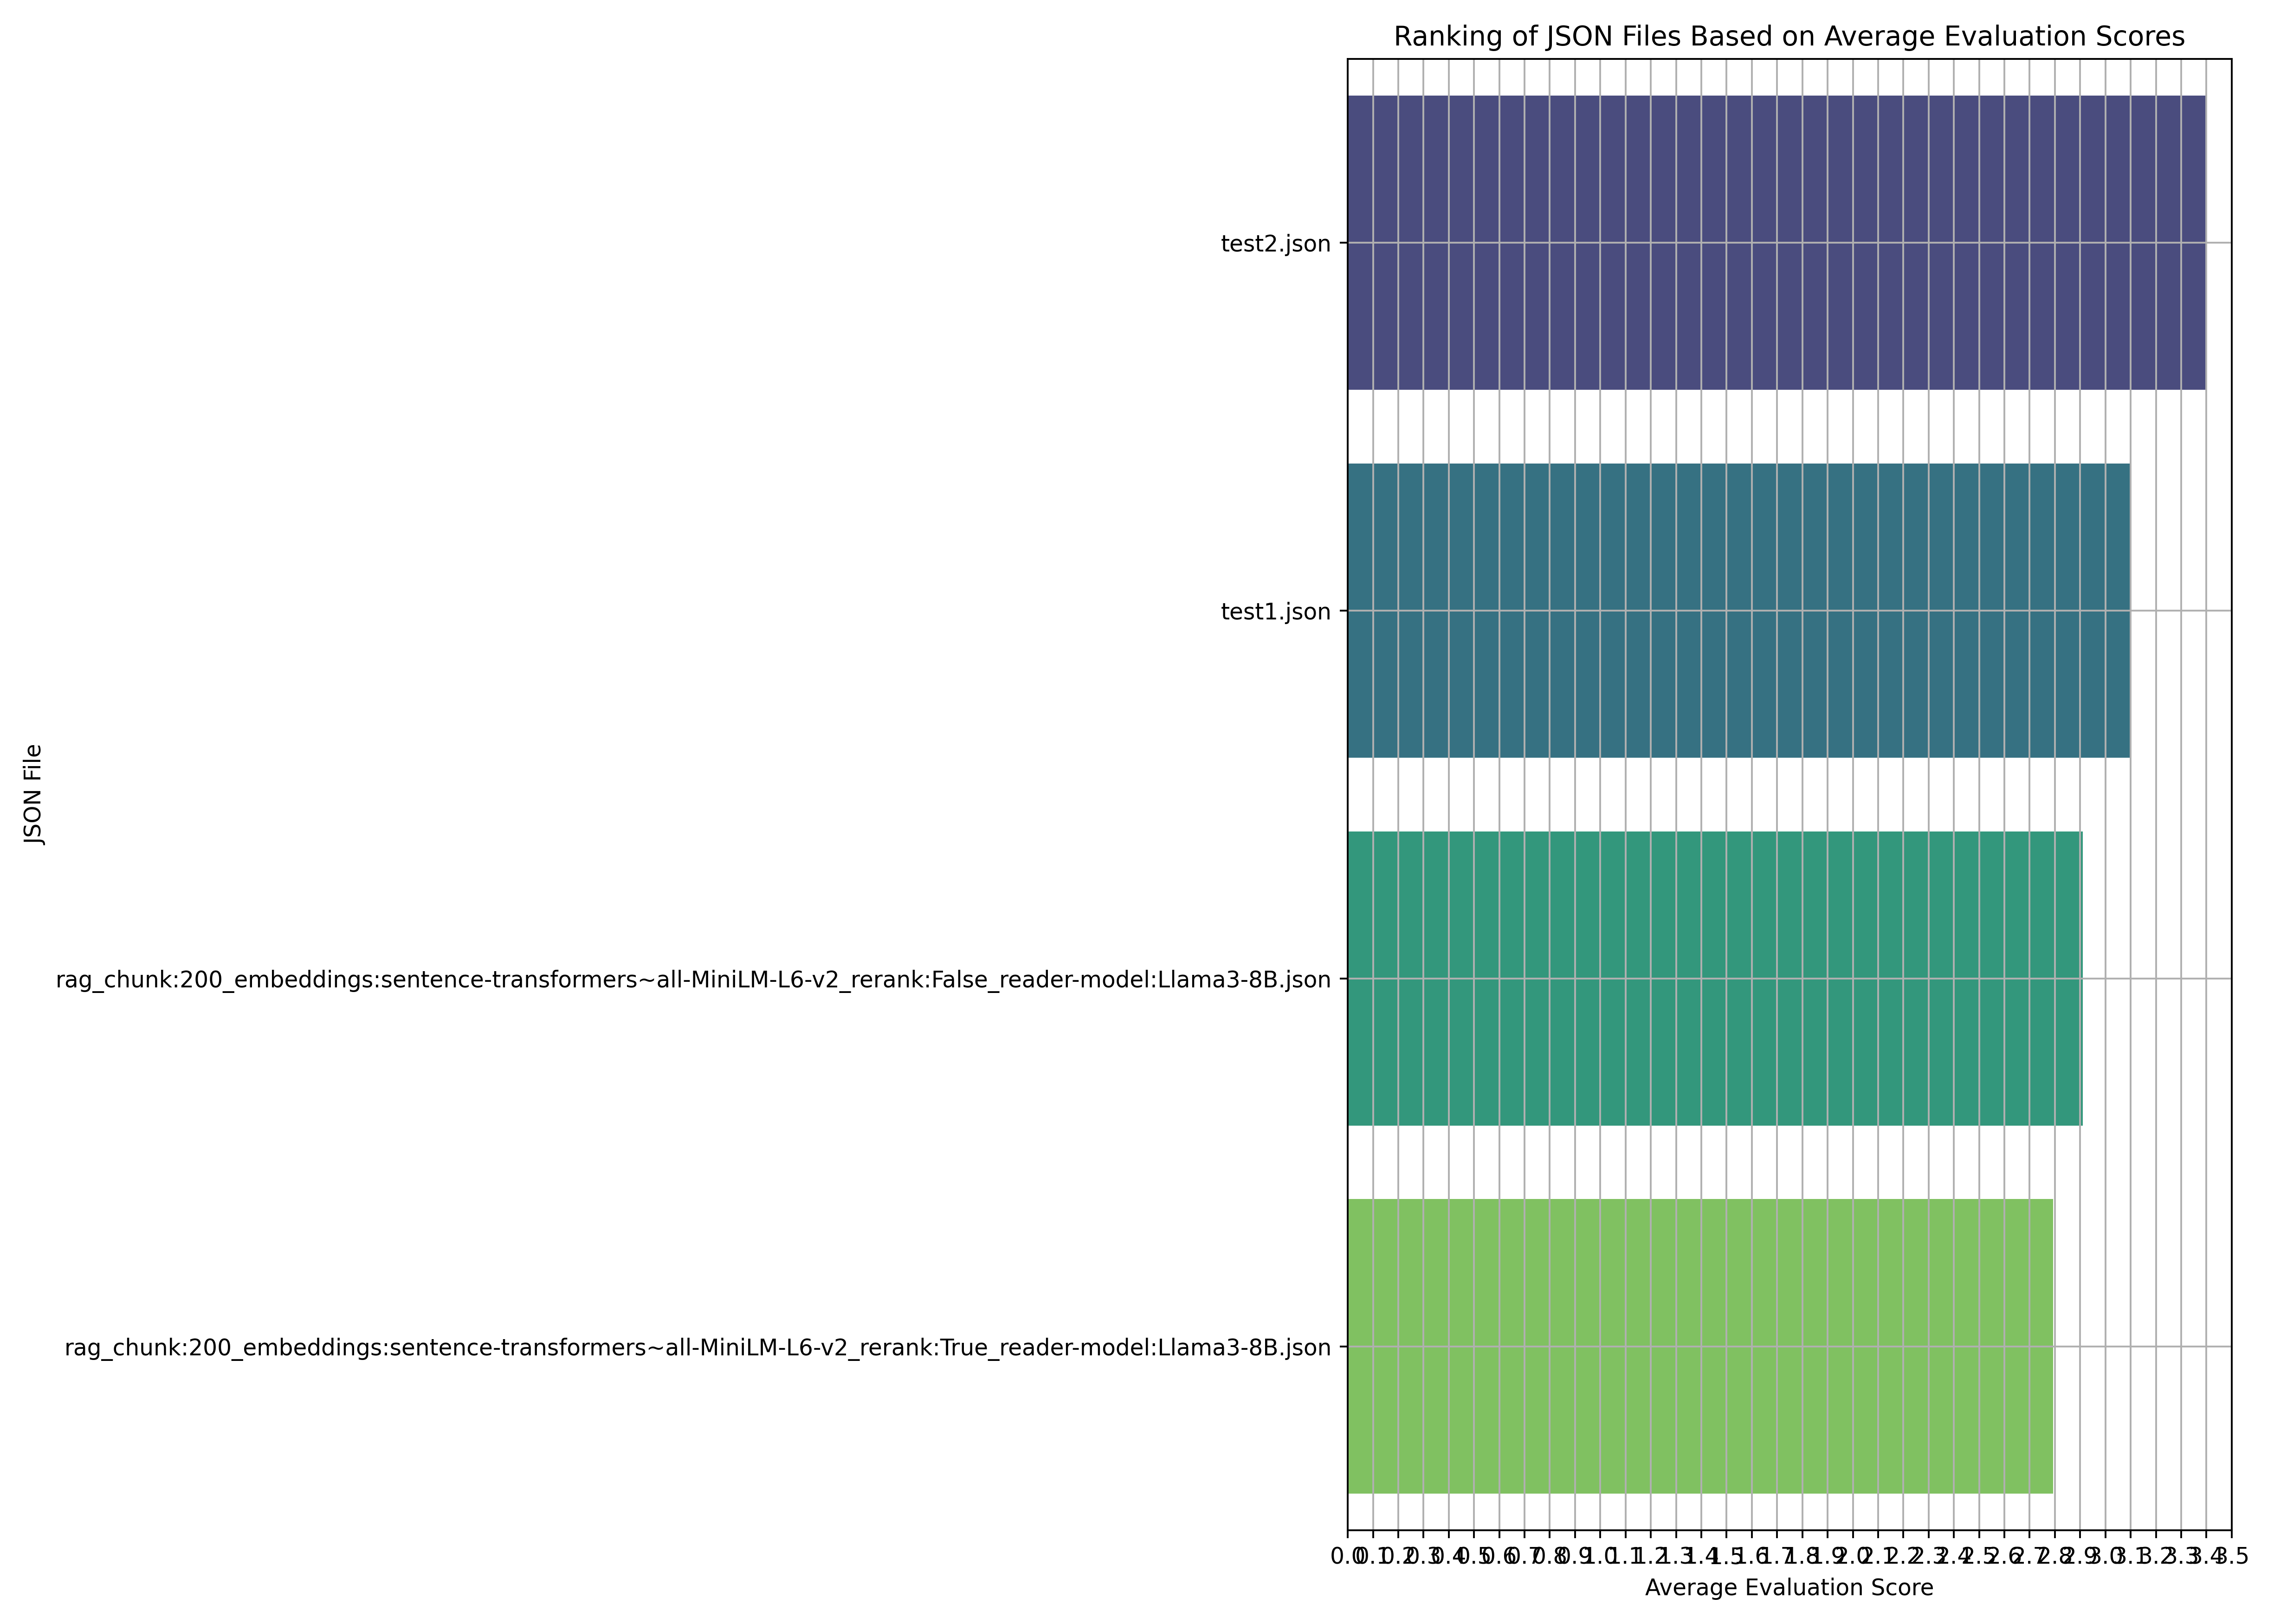 Ranking of JSON Files Based on Average Evaluation Scores
test2.json
test1.json
JSON File
rag_chunk:200_embeddings:sentence-transformers~all-MiniLM-L6-v2_rerank:False_reader-model:Llama3-8B.json
rag_chunk:200_embeddings:sentence-transformers~all-MiniLM-L6-v2_rerank:True_reader-model:Llama3-8B.json
0.0 0.1 0.2 0.3 0.4 0.5 0.6 0.7 0.8 0.9 1.0 1.1 1.2 1.3 1.4 1.5 1.6 1.7 1.8 1.9 2.0 2.1 2.2 2.3 2.4 2.5 2.6 2.7 2.8 2.9 3.0 3.1 3.2 3.3 3.4 3.5
Average Evaluation Score